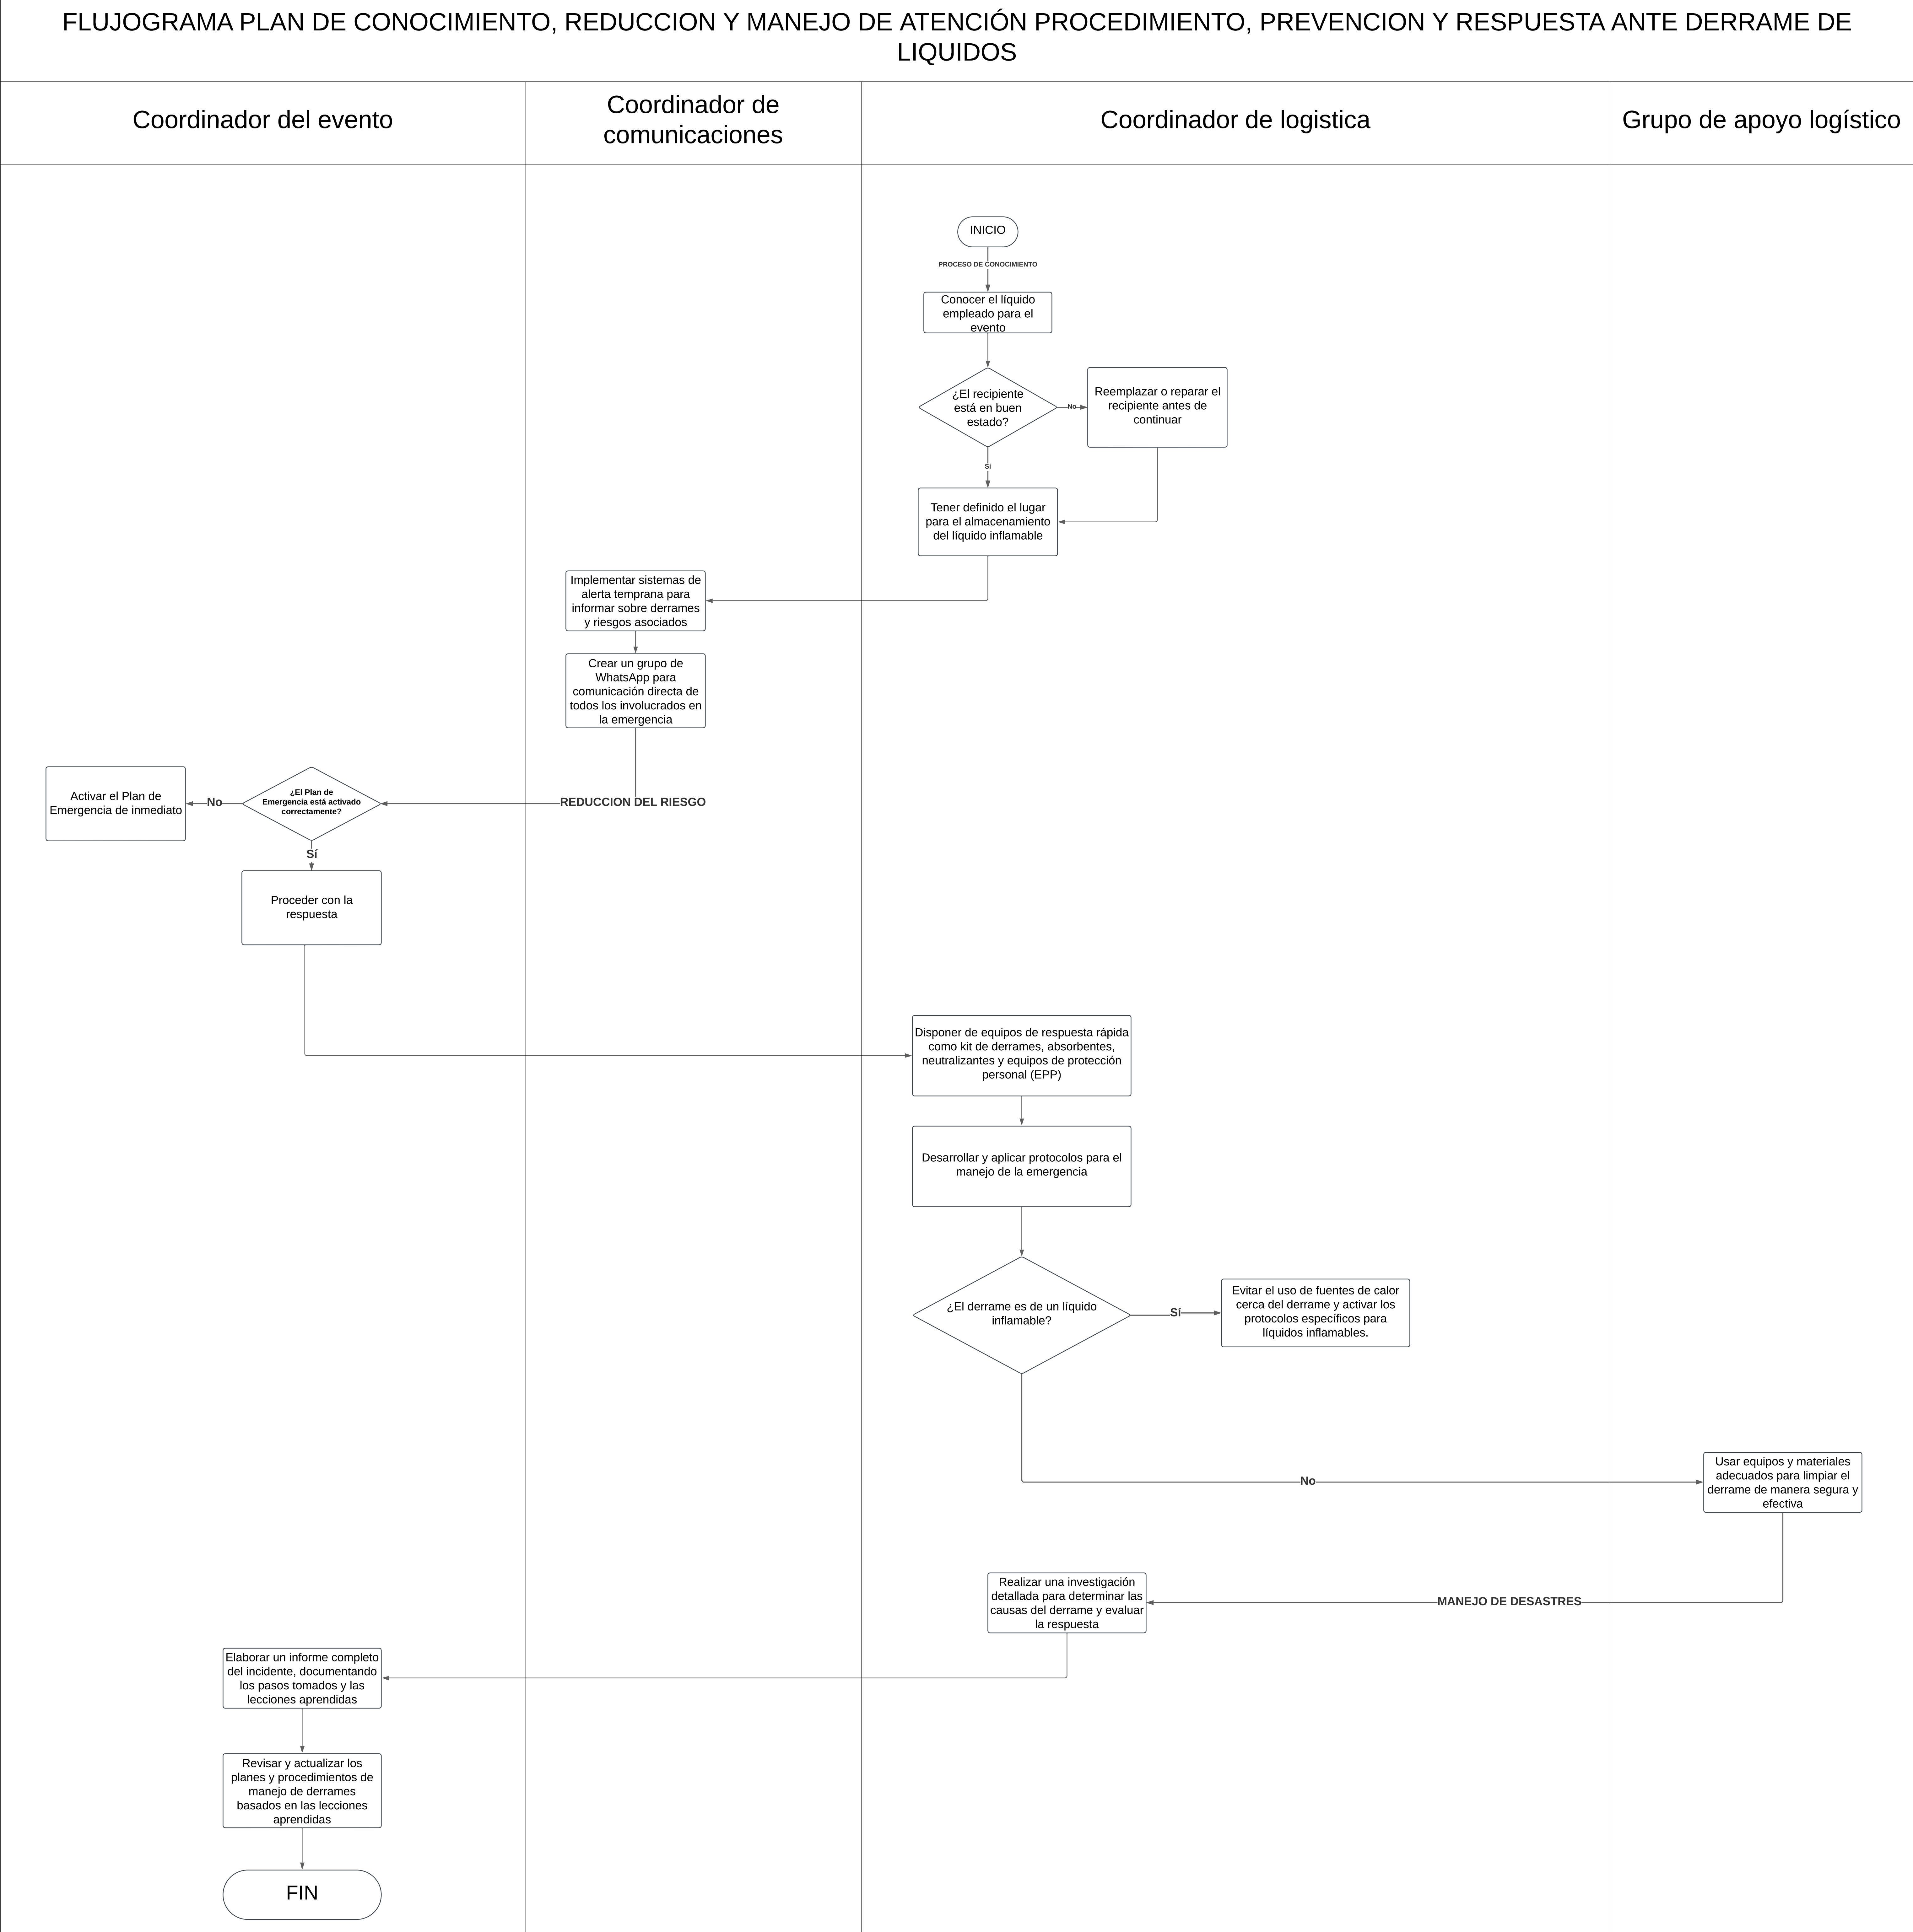 FLUJOGRAMA PLAN DE CONOCIMIENTO, REDUCCION Y MANEJO DE ATENCIÓN PROCEDIMIENTO, PREVENCION Y RESPUESTA ANTE DERRAME DE
LIQUIDOS
Coordinador del evento
Coordinador de
comunicaciones
Coordinador de logistica
Grupo de apoyo logístico
INICIO
PROCESO DE CONOCIMIENTO
Conocer el líquido
empleado para el
evento
¿El recipiente
está en buen
estado?
No
Reemplazar o reparar el
recipiente antes de
continuar
Sí
Tener definido el lugar
para el almacenamiento
del líquido inflamable
Implementar sistemas de
alerta temprana para
informar sobre derrames
y riesgos asociados
Crear un grupo de
WhatsApp para
comunicación directa de
todos los involucrados en
la emergencia
REDUCCION DEL RIESGO
¿El Plan de
Emergencia está activado
correctamente?
No
Activar el Plan de
Emergencia de inmediato
Sí
Proceder con la
respuesta
Disponer de equipos de respuesta rápida
como kit de derrames, absorbentes,
neutralizantes y equipos de protección
personal (EPP)
Desarrollar y aplicar protocolos para el
manejo de la emergencia
¿El derrame es de un líquido
inflamable?
Sí
Evitar el uso de fuentes de calor
cerca del derrame y activar los
protocolos específicos para
líquidos inflamables.
No
Usar equipos y materiales
adecuados para limpiar el
derrame de manera segura y
efectiva
MANEJO DE DESASTRES
Realizar una investigación
detallada para determinar las
causas del derrame y evaluar
la respuesta
Elaborar un informe completo
del incidente, documentando
los pasos tomados y las
lecciones aprendidas
Revisar y actualizar los
planes y procedimientos de
manejo de derrames
basados en las lecciones
aprendidas
FIN